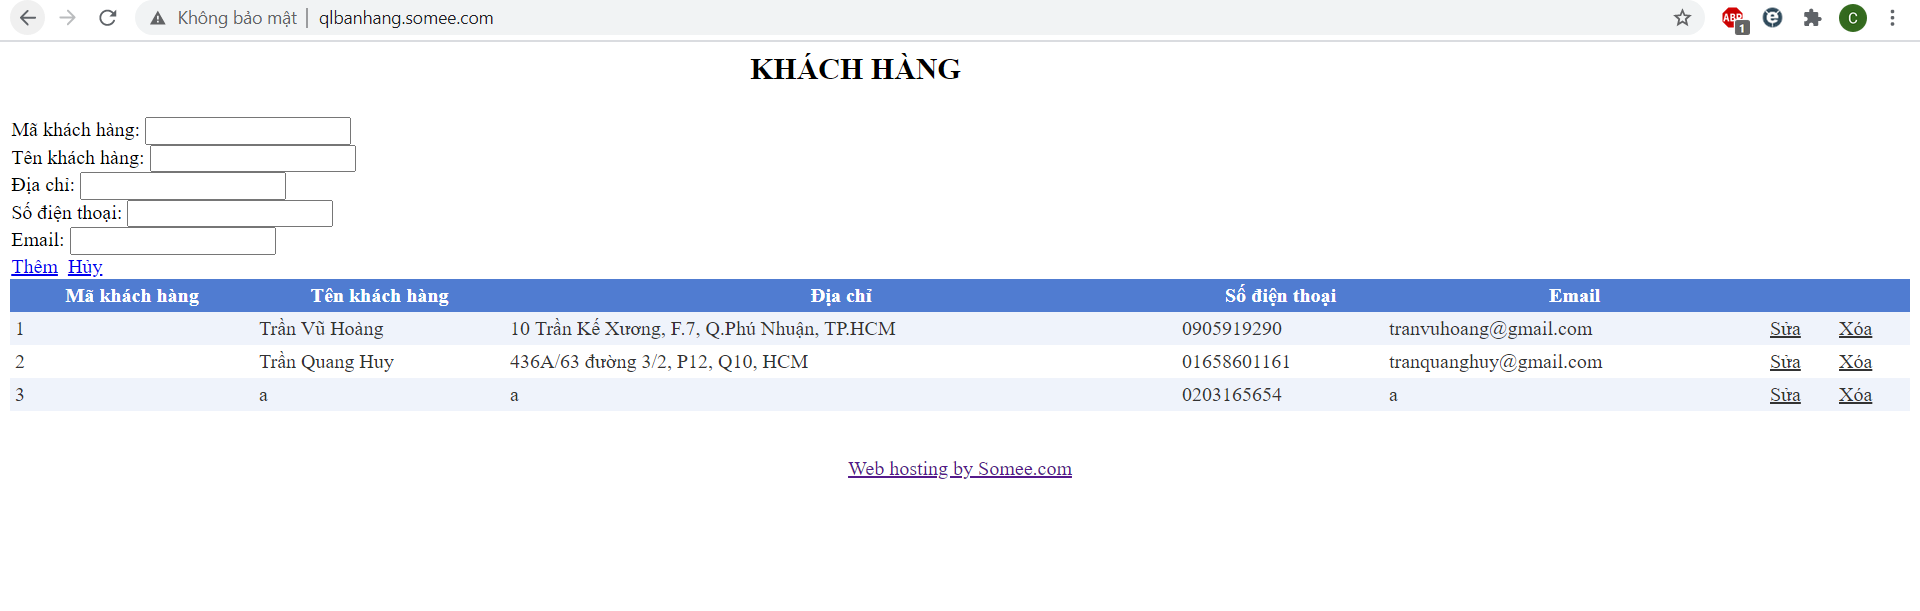 Không bảo mật | qlbanhang.somee.com ABP 1 C
KHÁCH HÀNG
Mã khách hàng:
Tên khách hàng:
Địa chỉ:
Số điện thoại:
Email:
Thêm Hủy
Mã khách hàng Tên khách hàng Địa chỉ Số điện thoại Email
1 Trần Vũ Hoàng 10 Trần Kế Xương, F.7, Q.Phú Nhuận, TP.HCM 0905919290 tranvuhoang@gmail.com Sửa Xóa
2 Trần Quang Huy 436A/63 đường 3/2, P12, Q10, HCM 01658601161 tranquanghuy@gmail.com Sửa Xóa
3 a a 0203165654 a Sửa Xóa
Web hosting by Somee.com